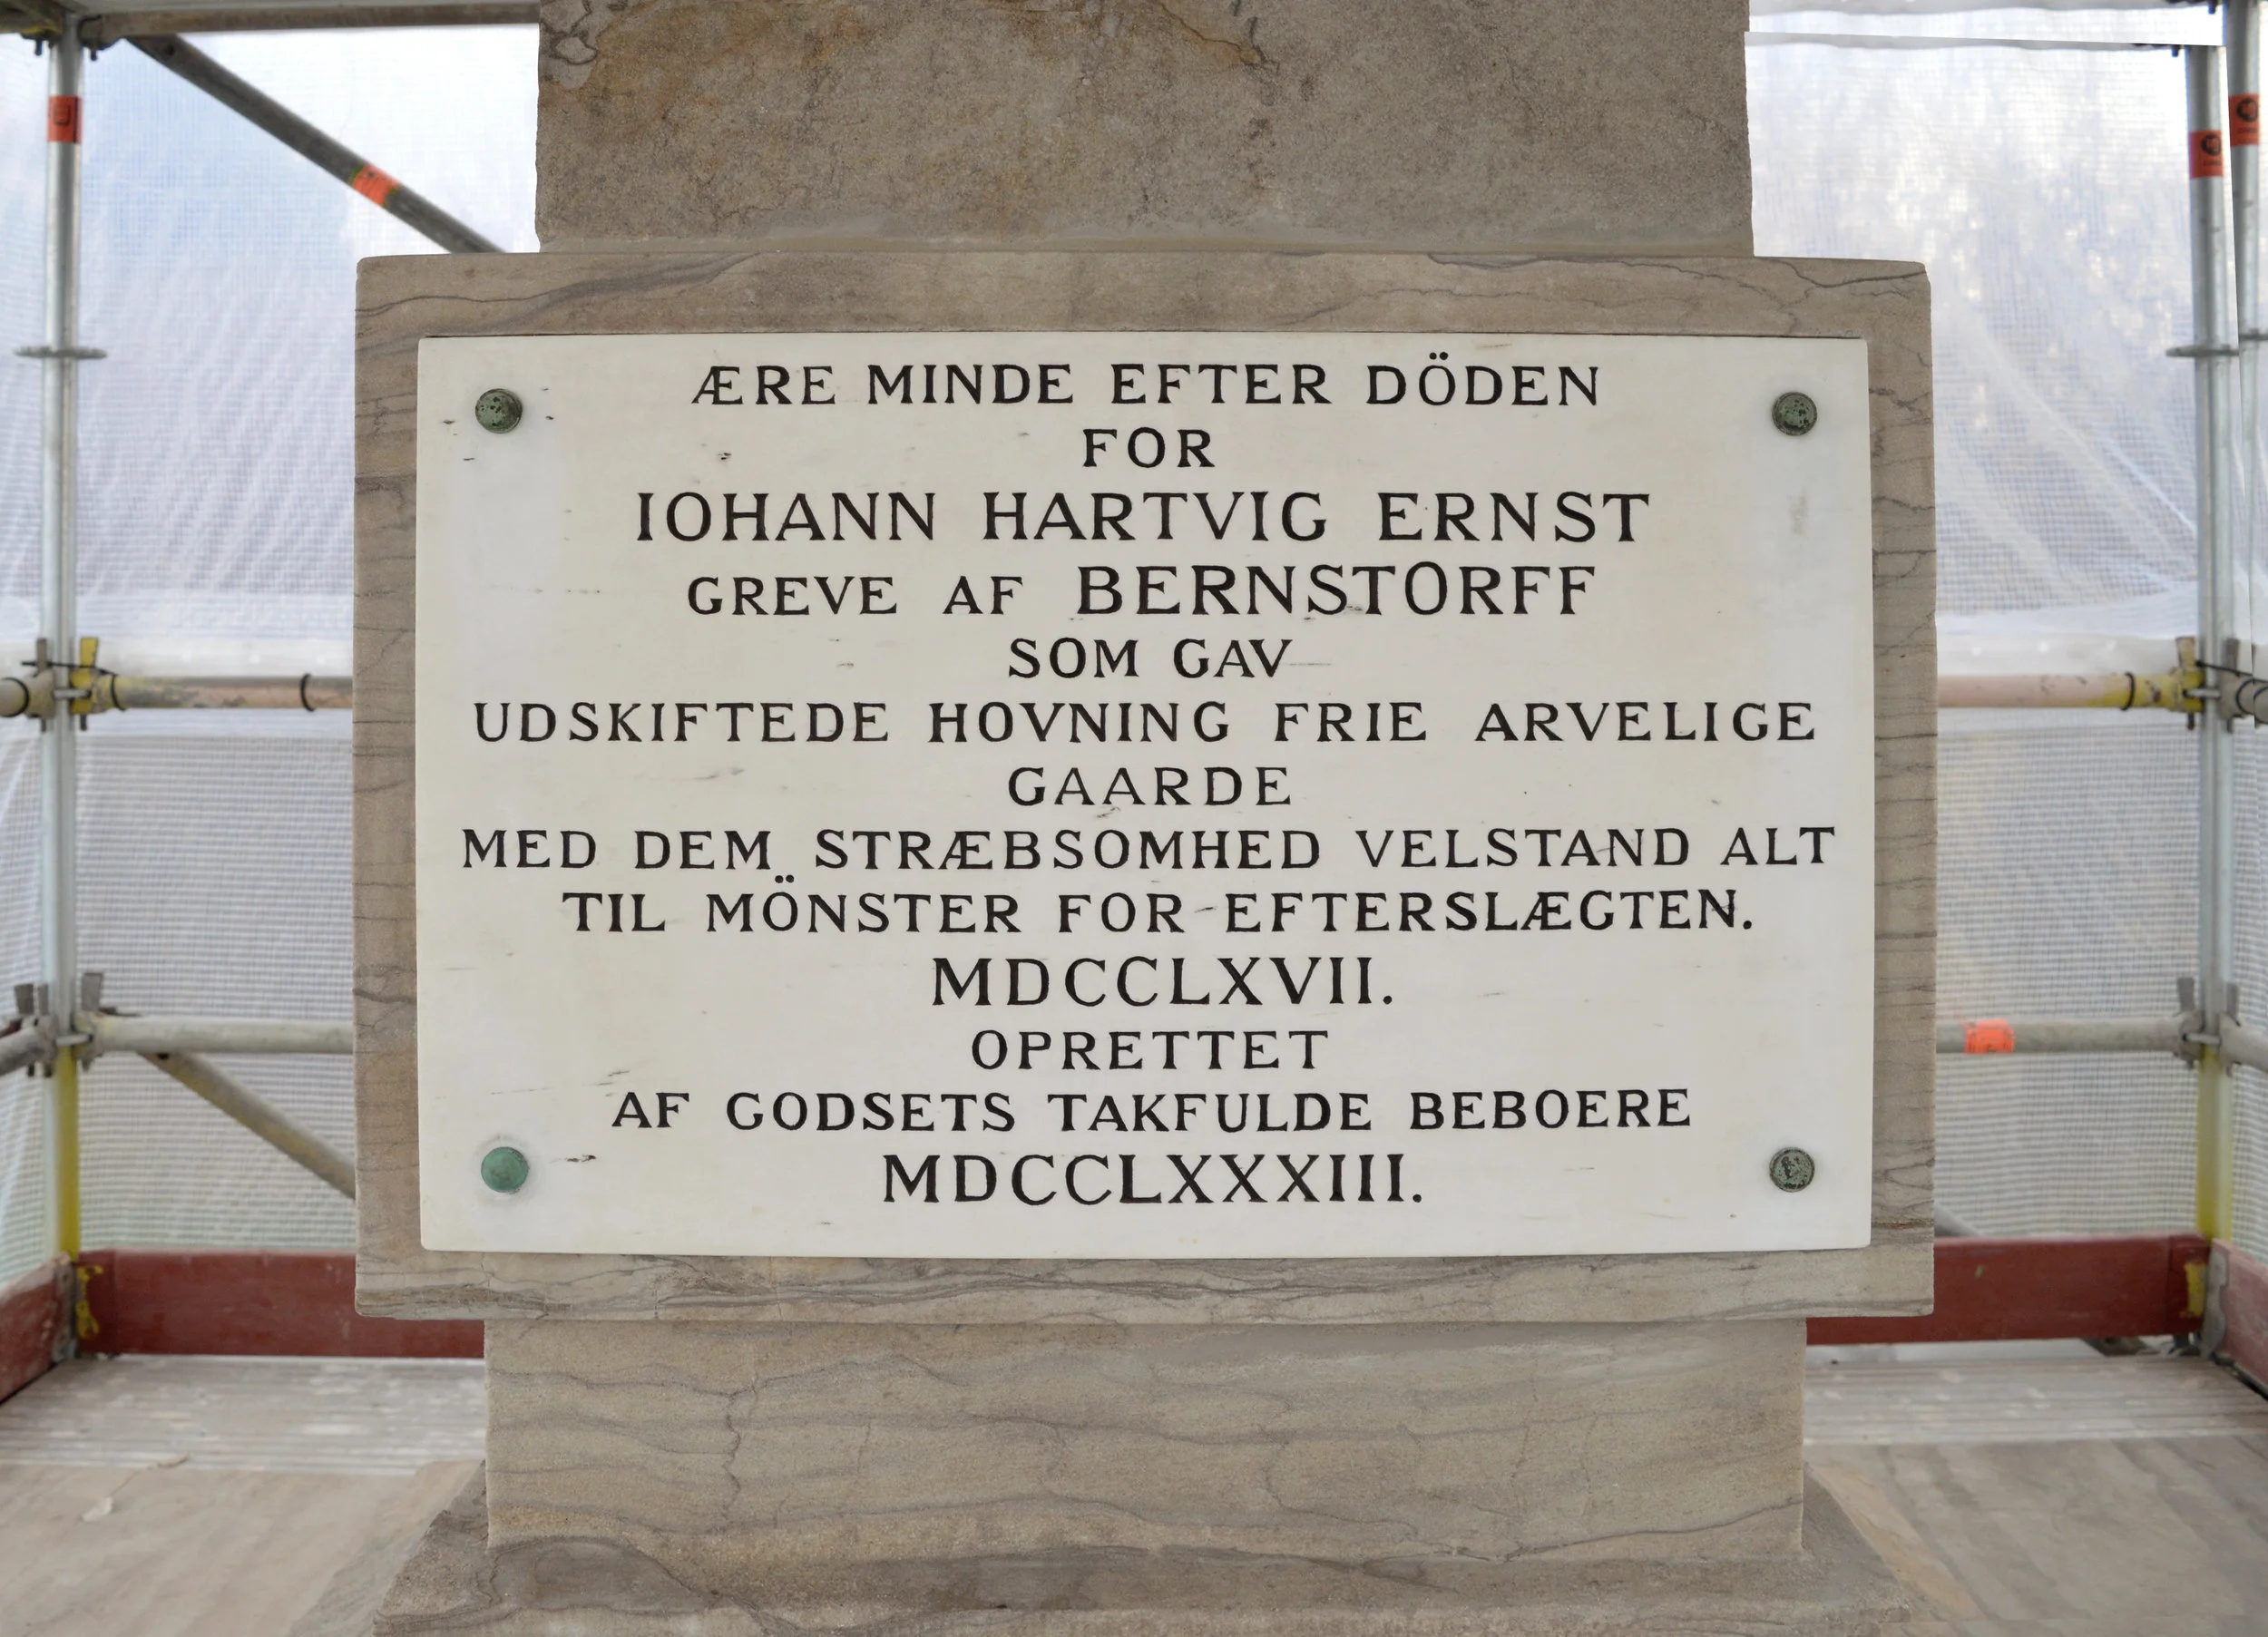 ÆRE MINDE EFTER DÖDEN
FOR
IOHANN HARTVIG ERNST
GREVE AF BERNSTORFF
SOM GAV
UDSKIFTEDE HOVNING FRIE ARVELIGE
GAARDE
MED DEM STRÆBSOMHED VELSTAND ALT
TIL MÖNSTER FOR EFTERSLÆGTEN.
MDCCLXVII.
OPRETTET
AF GODSETS TAKFULDE BEBOERE
MDCCLXXXIII.